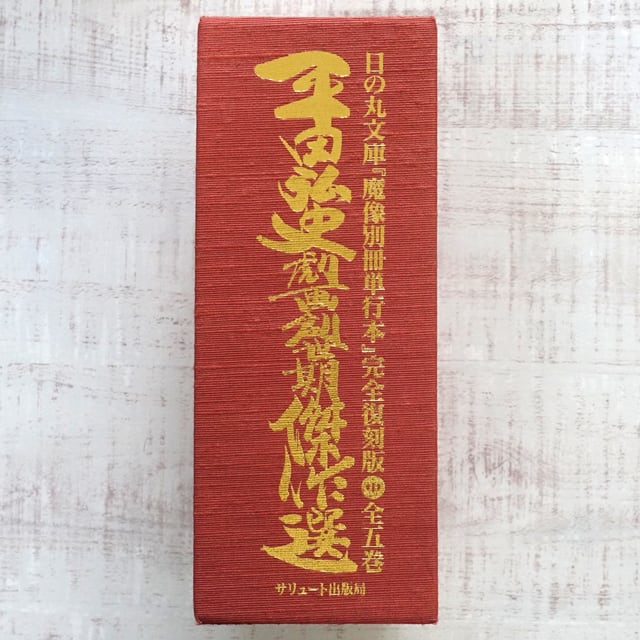 日の丸文庫『魔像別冊単行本』完全復刻版 全五巻
平田弘史劇画創世期傑作選
サリュート出版局